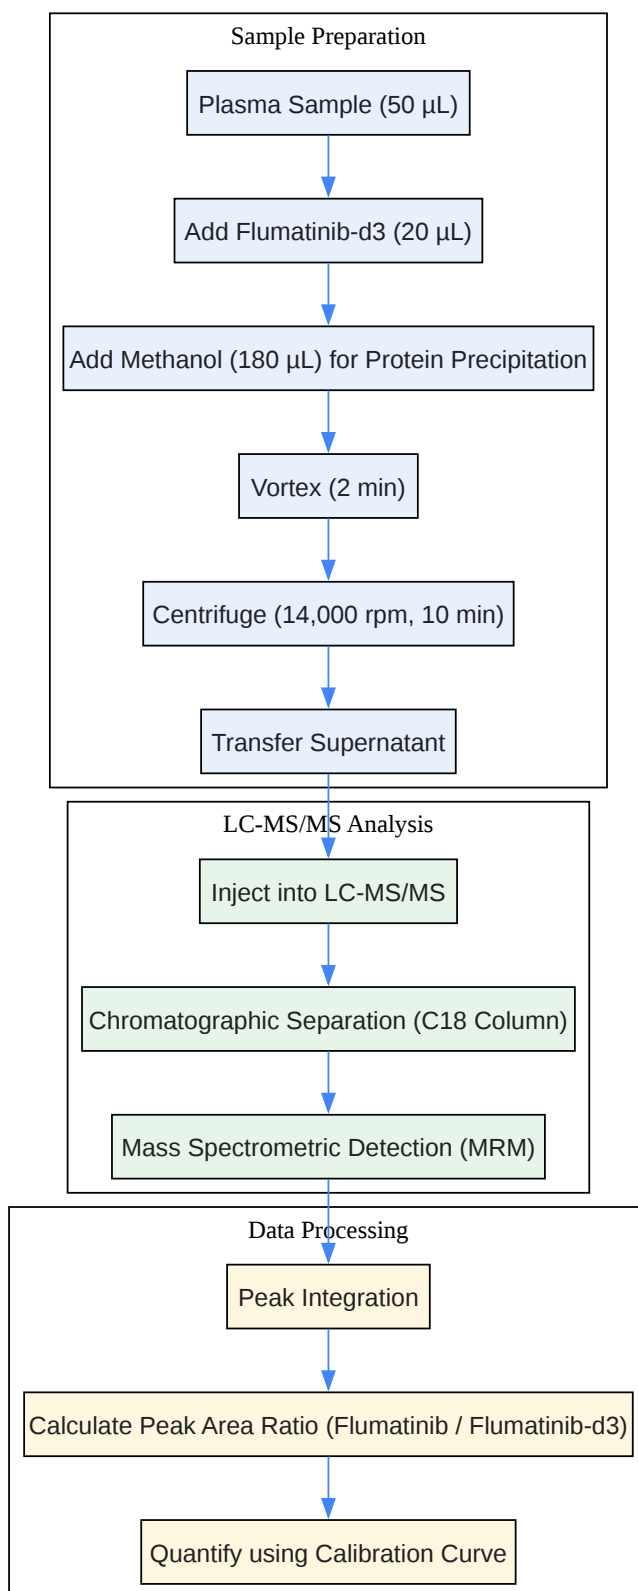 Sample Preparation
Plasma Sample (50 µL)
Add Flumatinib-d3 (20 µL)
Add Methanol (180 µL) for Protein Precipitation
Vortex (2 min)
Centrifuge (14,000 rpm, 10 min)
Transfer Supernatant
LC-MS/MS Analysis
Inject into LC-MS/MS
Chromatographic Separation (C18 Column)
Mass Spectrometric Detection (MRM)
Data Processing
Peak Integration
Calculate Peak Area Ratio (Flumatinib / Flumatinib-d3)
Quantify using Calibration Curve